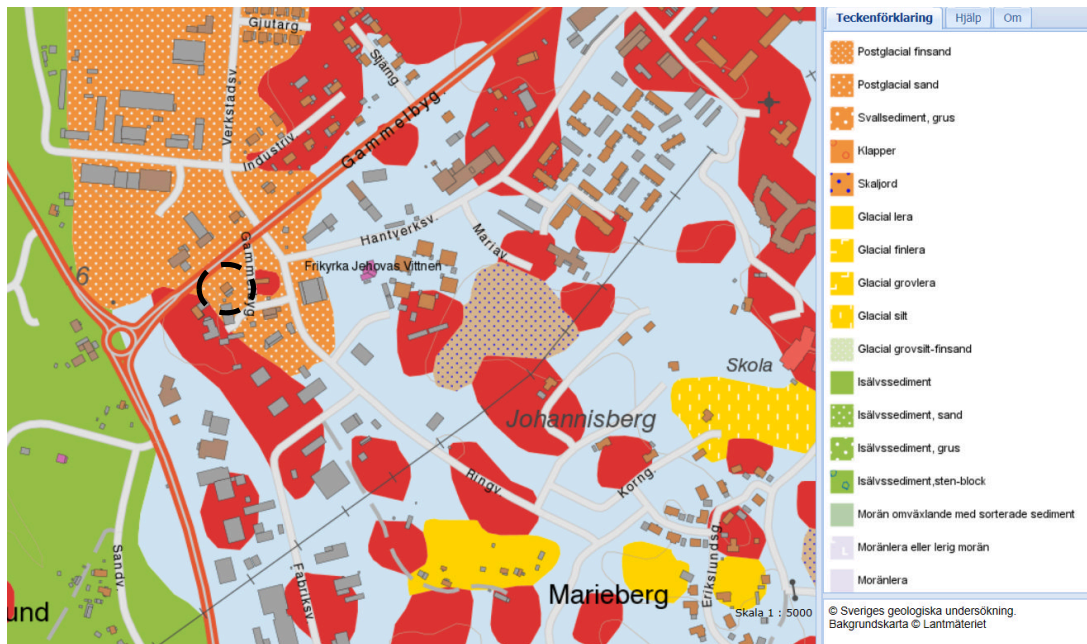 Gjutarg.
Stjärng.
Verkstadsv.
Industriv.
Gammelbyg.
Hantverksv.
Mariav.
Gammelbyg
Frikyrka Jehovas Vittnen
6
Skola
Johannisberg
Ringv.
Korng.
Erikslundsg.
Sandv.
Fabriksv.
und
Marieberg
Skala 1 : 5000
Teckenförklaring Hjälp Om
Postglacial finsand
Postglacial sand
Svallsediment, grus
Klapper
Skaljord
Glacial lera
Glacial finlera
Glacial grovlera
Glacial silt
Glacial grovsilt-finsand
Isälvssediment
Isälvssediment, sand
Isälvssediment, grus
Isälvssediment,sten-block
Morän omväxlande med sorterade sediment
Moränlera eller lerig morän
Moränlera
© Sveriges geologiska undersökning.
Bakgrundskarta © Lantmäteriet